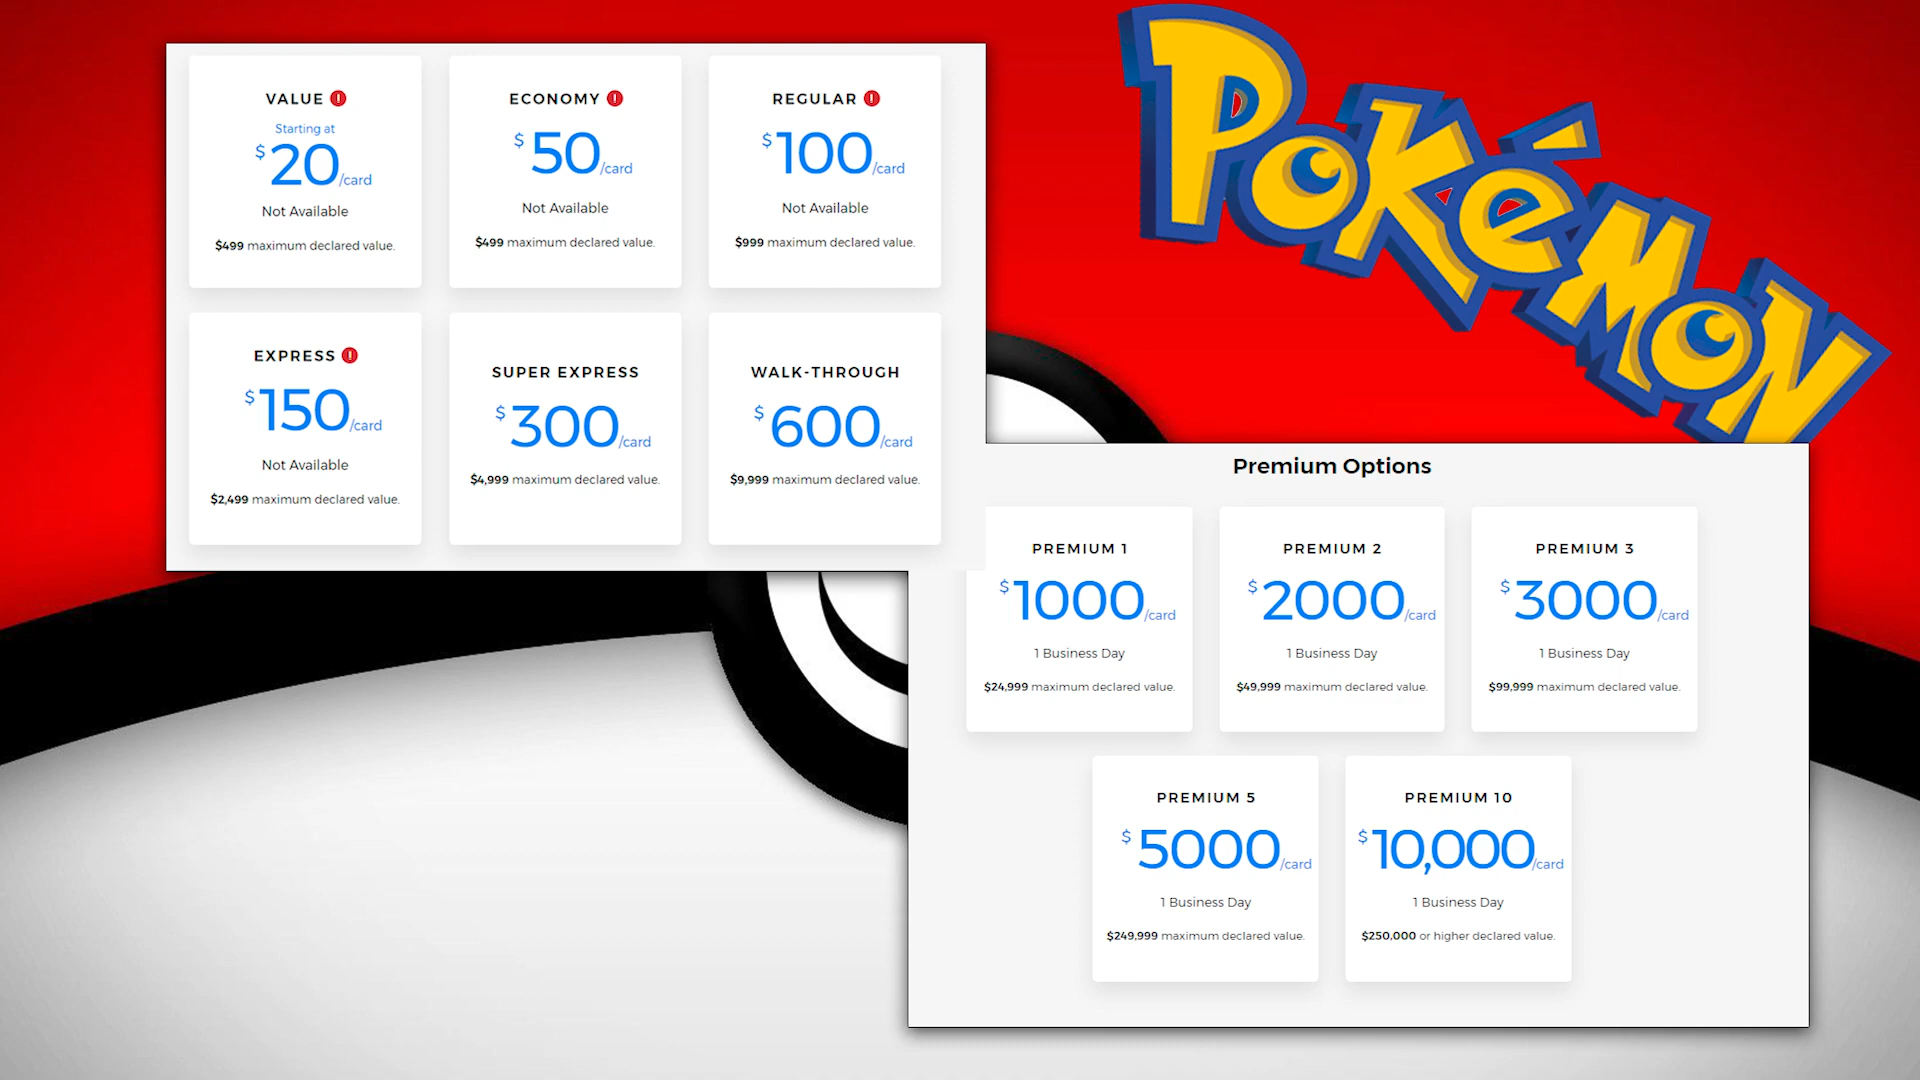 VALUE
Starting at
$20/card
Not Available
$499 maximum declared value.
ECONOMY
$50/card
Not Available
$499 maximum declared value.
REGULAR
$100/card
Not Available
$999 maximum declared value.
EXPRESS
$150/card
Not Available
$2,499 maximum declared value.
SUPER EXPRESS
$300/card
$4,999 maximum declared value.
WALK-THROUGH
$600/card
$9,999 maximum declared value.
POKéMON
Premium Options
PREMIUM 1
$1000/card
1 Business Day
$24,999 maximum declared value.
PREMIUM 2
$2000/card
1 Business Day
$49,999 maximum declared value.
PREMIUM 3
$3000/card
1 Business Day
$99,999 maximum declared value.
PREMIUM 5
$5000/card
1 Business Day
$249,999 maximum declared value.
PREMIUM 10
$10,000/card
1 Business Day
$250,000 or higher declared value.